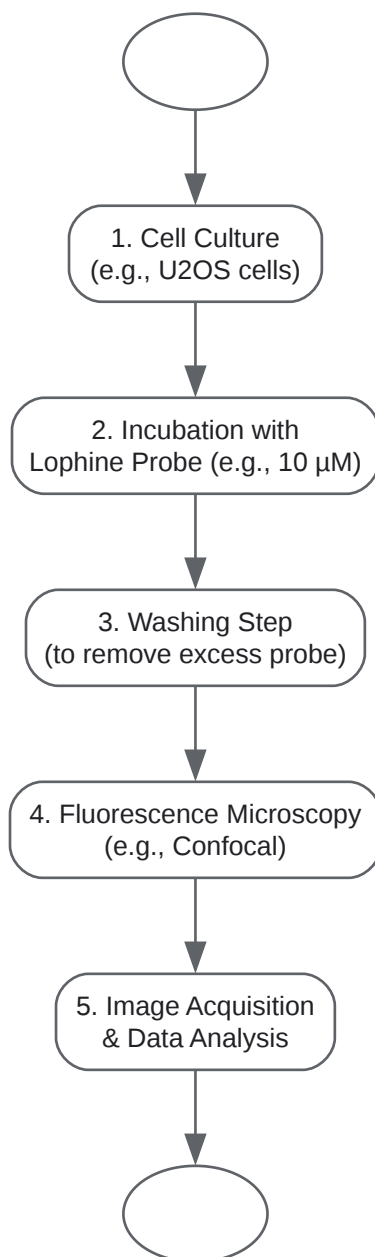 1. Cell Culture
(e.g., U2OS cells)
2. Incubation with
Lophine Probe (e.g., 10 µM)
3. Washing Step
(to remove excess probe)
4. Fluorescence Microscopy
(e.g., Confocal)
5. Image Acquisition
& Data Analysis